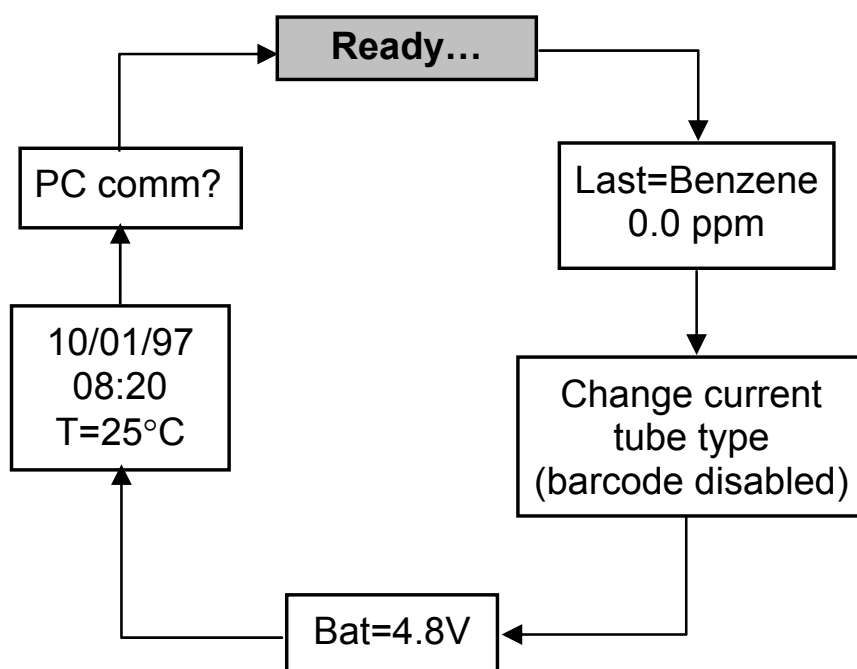 Ready…
PC comm?
Last=Benzene
0.0 ppm
10/01/97
08:20
T=25°C
Change current
tube type
(barcode disabled)
Bat=4.8V